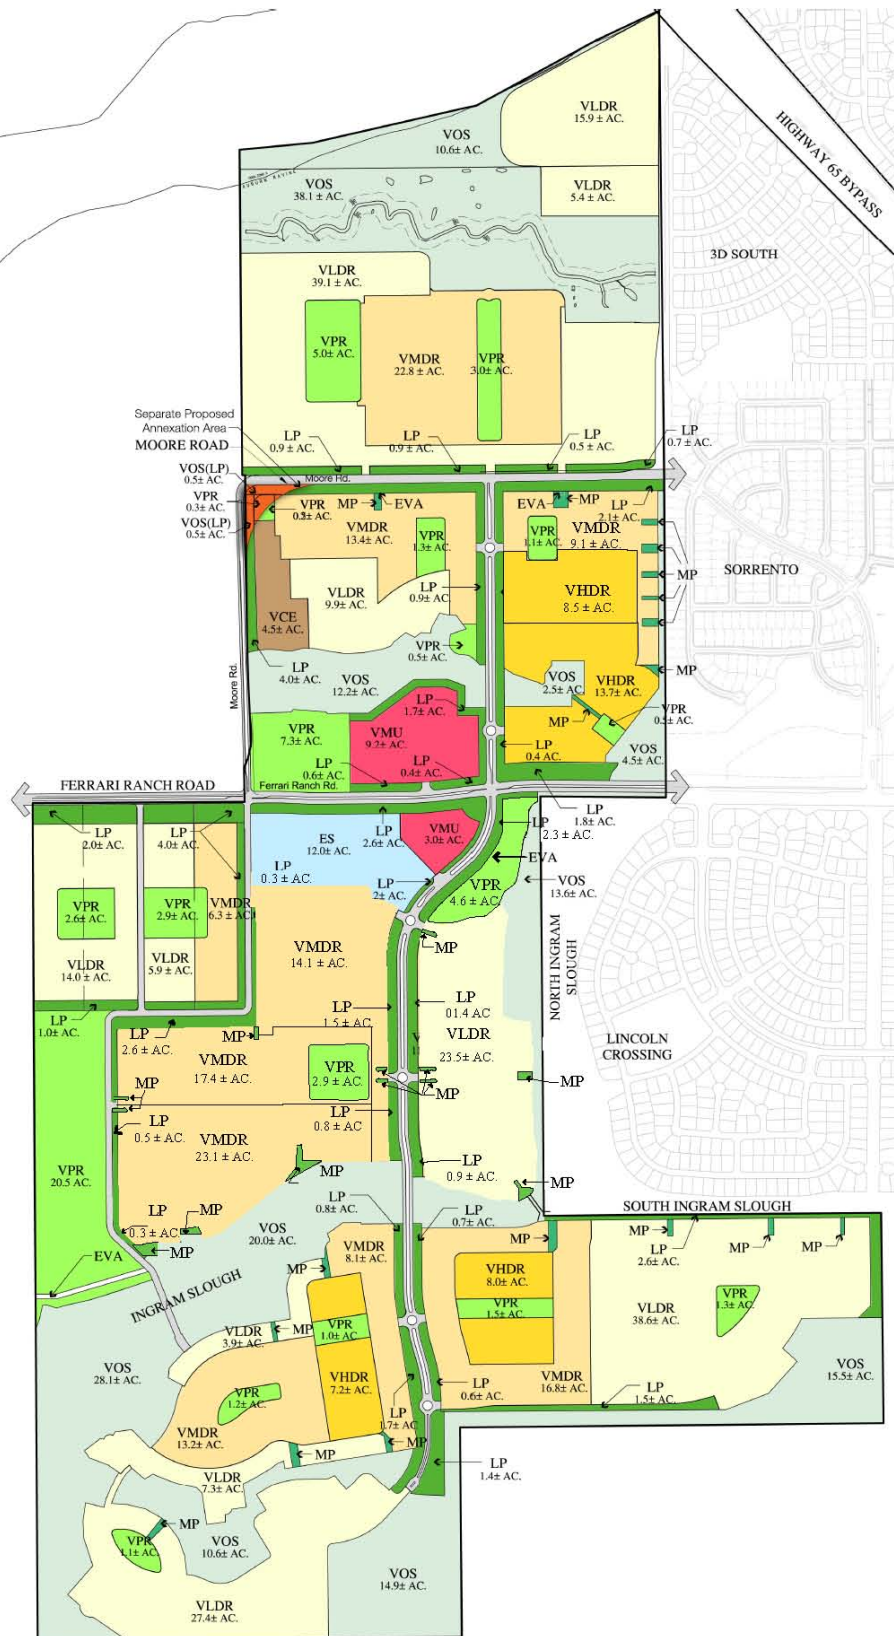 VLDR
15.9± AC.
HIGHWAY 65 BYPASS
VOS
10.6± AC.
AUBURN RAVINE
VOS
38.1 ± AC.
VLDR
5.4 ± AC.
3D SOUTH
VLDR
39.1 ± AC.
VPR
5.0± AC.
VMDR
22.8 ± AC.
VPR
3.0± AC.
Separate Proposed
Annexation Area
MOORE ROAD
LP
0.9 ± AC.
LP
0.9 ± AC.
LP
0.5 ± AC.
LP
0.7 ± AC.
VOS(LP)
0.5± AC.
Moore Rd.
VPR
0.3± AC.
VPR
VOS(LP)
0.5± AC.
MP
EVA
VMDR
13.4± AC.
VPR
1.3± AC.
EVA
MP
LP
2.1± AC.
VPR
1.1± AC.
VMDR
9.1 ± AC.
MP
SORRENTO
VLDR
9.9± AC.
LP
0.9± AC.
VHDR
8.5 ± AC.
VCE
4.5± AC.
VPR
0.5± AC.
LP
4.0± AC.
MP
VOS
12.2± AC.
VOS
2.5± AC.
VHDR
13.7± AC.
Moore Rd.
LP
1.7± AC.
MP
VPR
0.5± AC.
VPR
7.3± AC.
VMU
9.2± AC.
LP
0.4 AC.
VOS
4.5± AC.
LP
0.6± AC.
LP
0.4± AC.
FERRARI RANCH ROAD
Ferrari Ranch Rd.
LP
1.8± AC.
LP
2.0± AC.
LP
4.0± AC.
LP
2.6± AC.
ES
12.0± AC.
VMU
3.0± AC.
LP
2.3 ± AC.
EVA
LP
0.3 ± AC.
LP
2± AC.
VPR
4.6 ± AC.
VOS
13.6± AC.
VPR
2.6± AC.
VPR
2.9± AC.
VMDR
6.3± AC.
VLDR
14.0 ± AC.
VLDR
5.9 ± AC.
VMDR
14.1 ± AC.
MP
NORTH INGRAM
SLOUGH
LP
1.0± AC.
LP
2.6 ± AC.
MP
LP
1.5± AC.
LP
01.4 AC
VLDR
23.5± AC.
LINCOLN
CROSSING
VMDR
17.4 ± AC.
VPR
2.9 ± AC.
MP
MP
MP
LP
0.5 ± AC.
LP
0.8 ± AC
VMDR
23.1 ± AC.
VPR
20.5 AC.
MP
LP
0.9 ± AC.
MP
LP
0.3 ± AC.
MP
MP
EVA
VOS
20.0± AC.
LP
0.8± AC.
LP
0.7± AC.
SOUTH INGRAM SLOUGH
MP
MP
LP
2.6± AC.
MP
MP
INGRAM SLOUGH
MP
VMDR
8.1± AC.
VHDR
8.0± AC.
VPR
1.5± AC.
VLDR
38.6± AC.
VPR
1.3± AC.
VLDR
3.9± AC.
MP
VPR
1.0± AC
VOS
28.1± AC.
VHDR
7.2± AC.
VPR
1.2± AC.
LP
0.6± AC.
VMDR
16.8± AC.
LP
1.5± AC.
VOS
15.5± AC.
VMDR
13.2± AC.
LP
1.7± AC
MP
MP
LP
1.4± AC.
VLDR
7.3± AC.
MP
VPR
1.1± AC.
VOS
10.6± AC.
VOS
14.9± AC.
VLDR
27.4± AC.